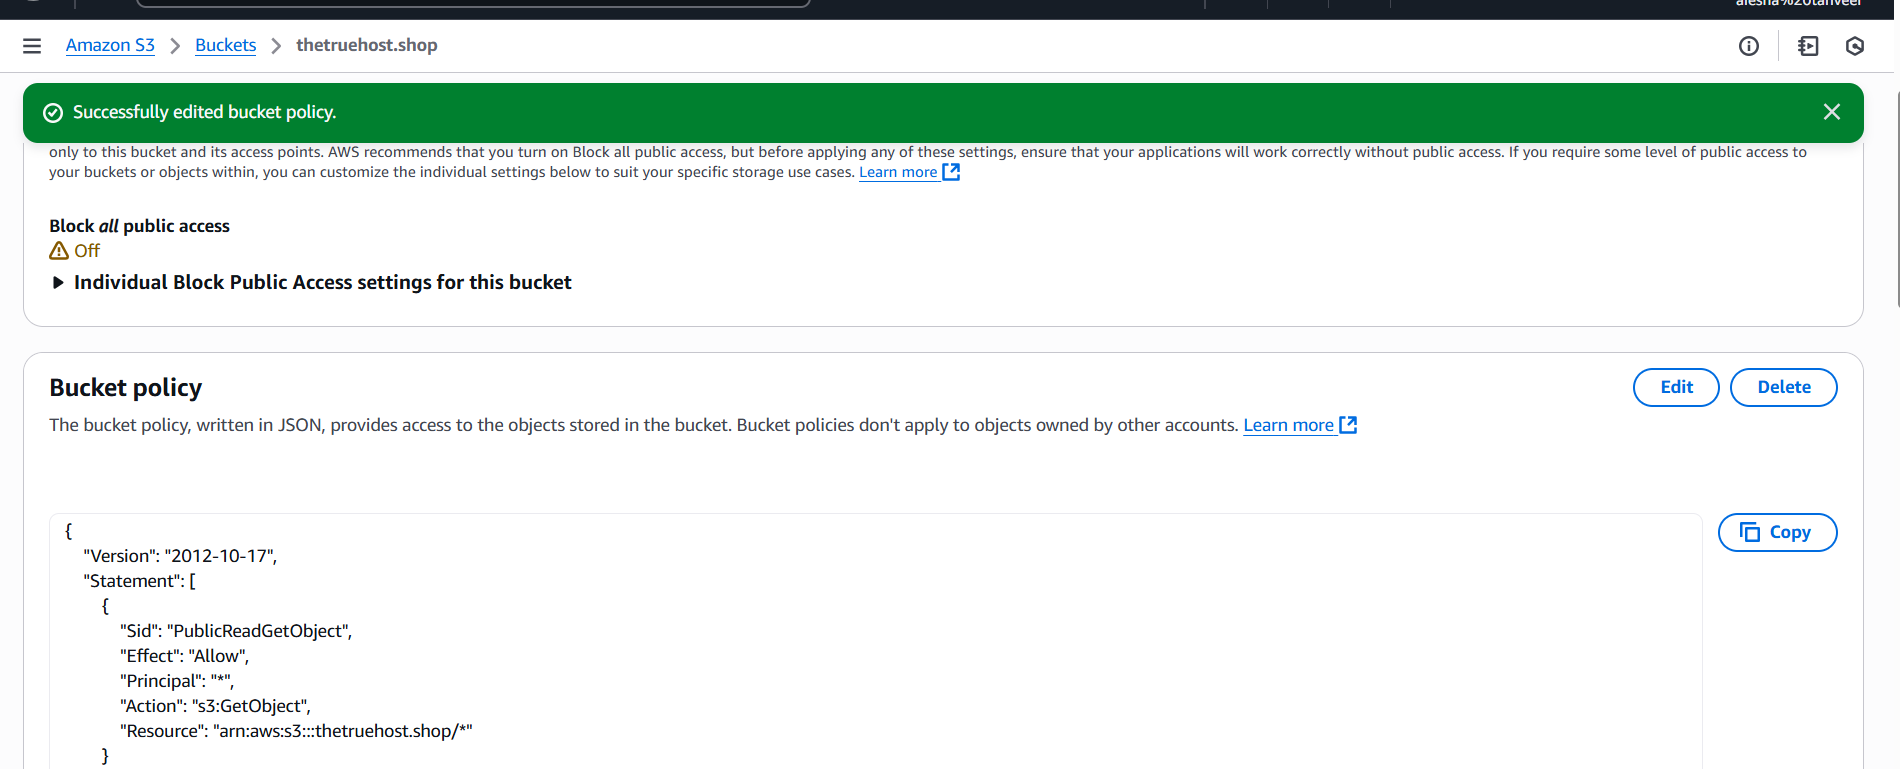 Amazon S3 > Buckets > thetruehost.shop
Successfully edited bucket policy.
only to this bucket and its access points. AWS recommends that you turn on Block all public access, but before applying any of these settings, ensure that your applications will work correctly without public access. If you require some level of public access to
your buckets or objects within, you can customize the individual settings below to suit your specific storage use cases. Learn more
Block all public access
Off
Individual Block Public Access settings for this bucket
Bucket policy
Edit
Delete
The bucket policy, written in JSON, provides access to the objects stored in the bucket. Bucket policies don't apply to objects owned by other accounts. Learn more
{
Copy
"Version": "2012-10-17",
"Statement": [
{
"Sid": "PublicReadGetObject",
"Effect": "Allow",
"Principal": "*",
"Action": "s3:GetObject",
"Resource": "arn:aws:s3:::thetruehost.shop/*"
}